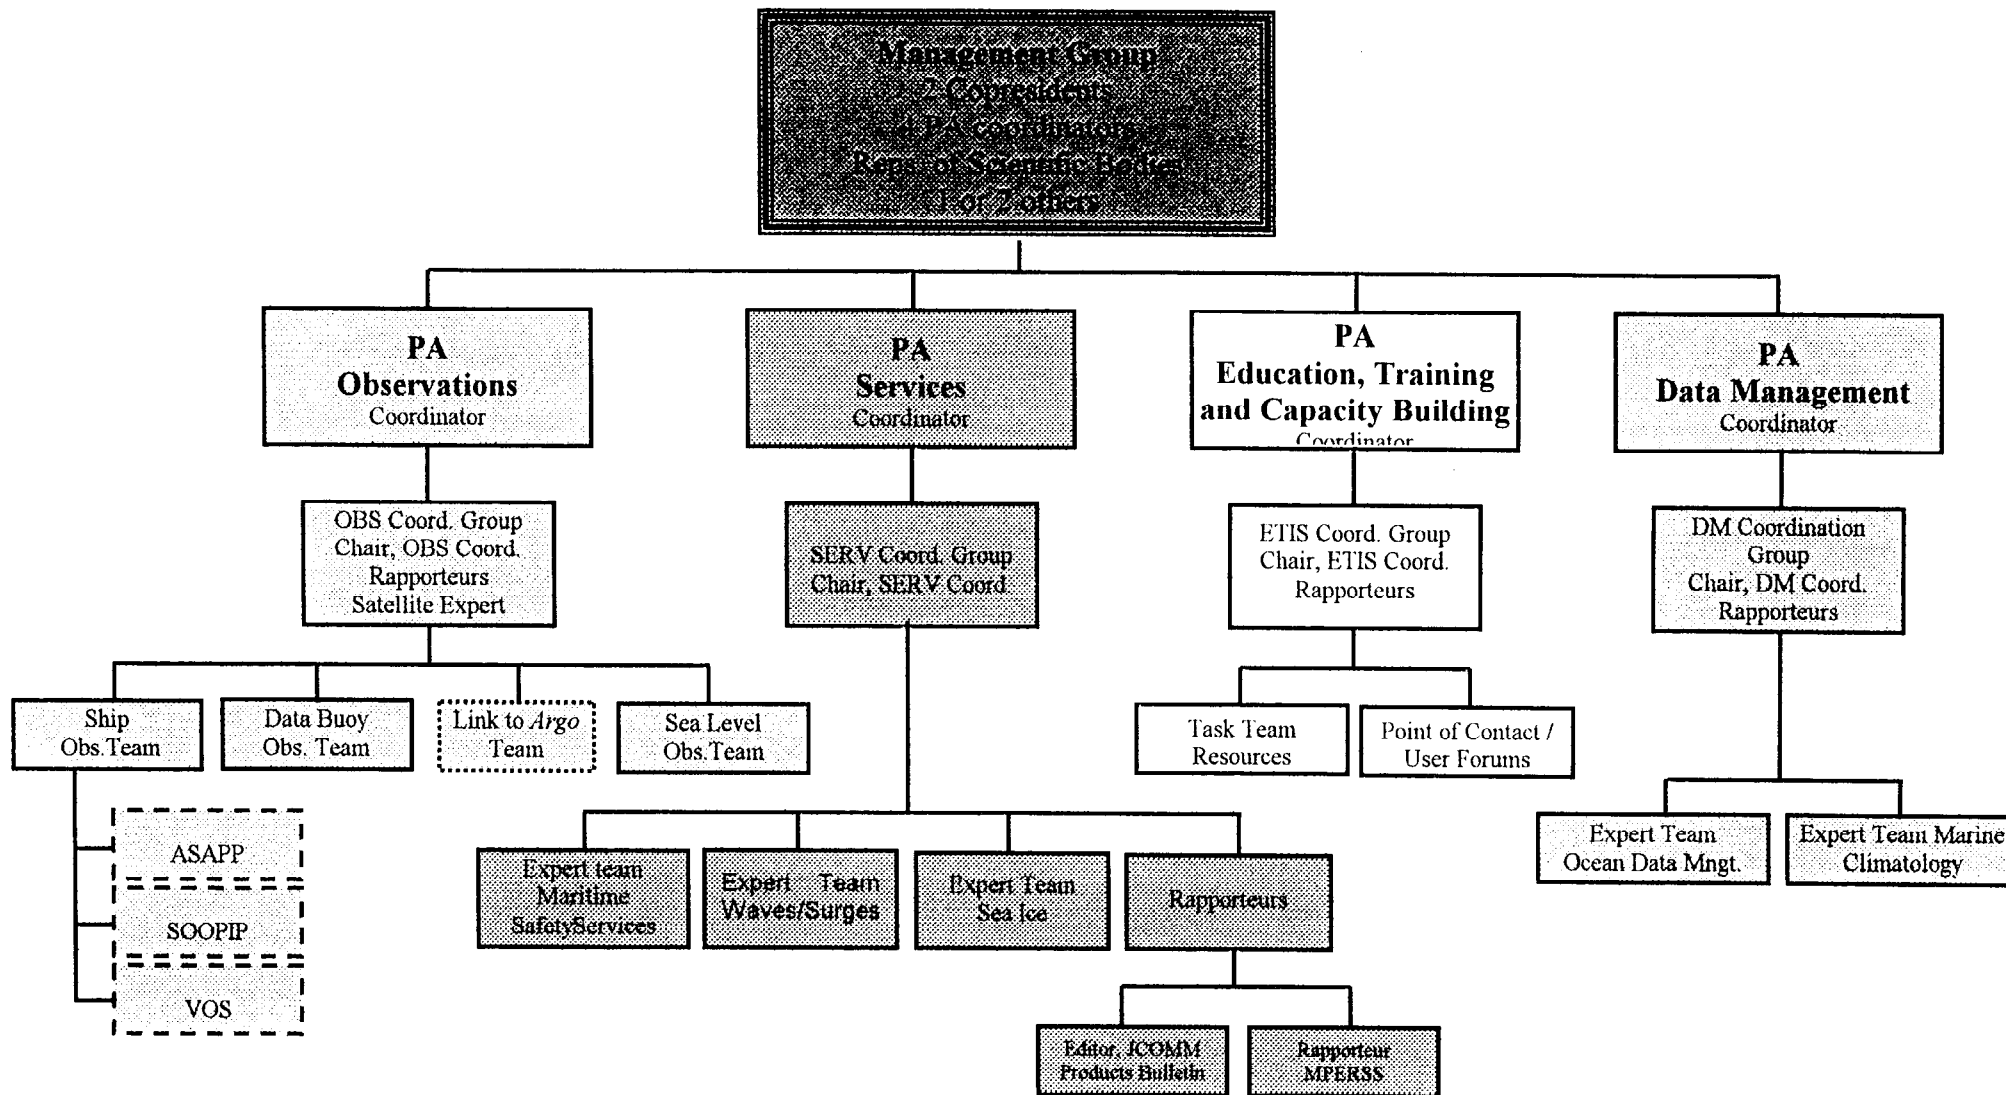 Management Group
2 Copresidents
4 PA coordinators
Reps. of Scientific Bodies
1 or 2 others
PA
Observations
Coordinator
PA
Services
Coordinator
PA
Education, Training
and Capacity Building
Coordinator
PA
Data Management
Coordinator
OBS Coord. Group
Chair, OBS Coord.
Rapporteurs
Satellite Expert
SERV Coord. Group
Chair, SERV Coord
ETIS Coord. Group
Chair, ETIS Coord.
Rapporteurs
DM Coordination
Group
Chair, DM Coord.
Rapporteurs
Ship
Obs.Team
Data Buoy
Obs. Team
Link to Argo
Team
Sea Level
Obs.Team
Task Team
Resources
Point of Contact /
User Forums
ASAPP
SOOPIP
VOS
Expert team
Maritime
SafetyServices
Expert Team
Waves/Surges
Expert Team
Sea Ice
Rapporteurs
Expert Team
Ocean Data Mngt.
Expert Team Marine
Climatology
Editor, JCOMM
Products Bulletin
Rapporteur
MPERSS